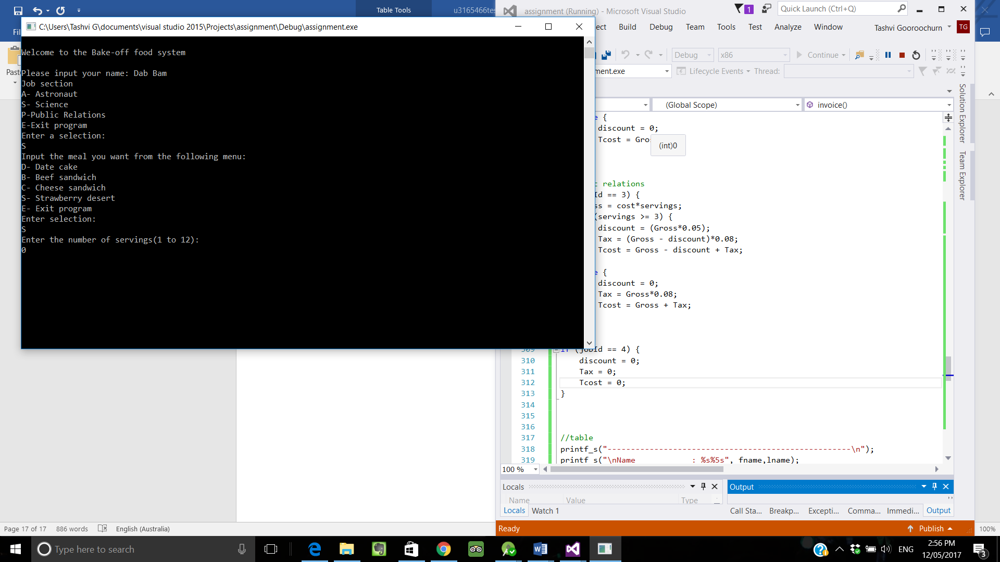 Table Tools
u3165466tes
Fil
Paste
C:\Users\Tashvi G\documents\visual studio 2015\Projects\assignment\Debug\assignment.exe
Welcome to the Bake-off food system
Please input your name: Dab Bam
Job section
A- Astronaut
S- Science
P-Public Relations
E-Exit program
Enter a selection:
S
Input the meal you want from the following menu:
D- Date cake
B- Beef sandwich
C- Cheese sandwich
S- Strawberry desert
E- Exit program
Enter selection:
S
Enter the number of servings(1 to 12):
0
assignment (Running) - Microsoft Visual Studio
1
Quick Launch (Ctrl+Q)
ect Build Debug Team Tools Test Analyze Window
Tashvi Gooroochurn TG
Debug x86 Continue
ment.exe Lifecycle Events Thread:
(Global Scope) invoice()
Solution Explorer
Team Explorer
e {
discount = 0;
Tcost = Gro
(int)0
c relations
Id == 3) {
ss = cost*servings;
(servings >= 3) {
discount = (Gross*0.05);
Tax = (Gross - discount)*0.08;
Tcost = Gross - discount + Tax;
e {
discount = 0;
Tax = Gross*0.08;
Tcost = Gross + Tax;
309 if (jobId == 4) {
310 discount = 0;
311 Tax = 0;
312 Tcost = 0;
313 }
314
315
316
317 //table
318 printf_s("----------------------------------------------------\n");
319 printf_s("\nName : %s%5s", fname,lname);
100 %
Locals
Name Value Type
Locals Watch 1
Output
Call Sta... Breakp... Excepti... Comma... Immedi... Output
Ready
Publish
Page 17 of 17 886 words English (Australia)
100%
Type here to search
ENG
2:56 PM
12/05/2017
3